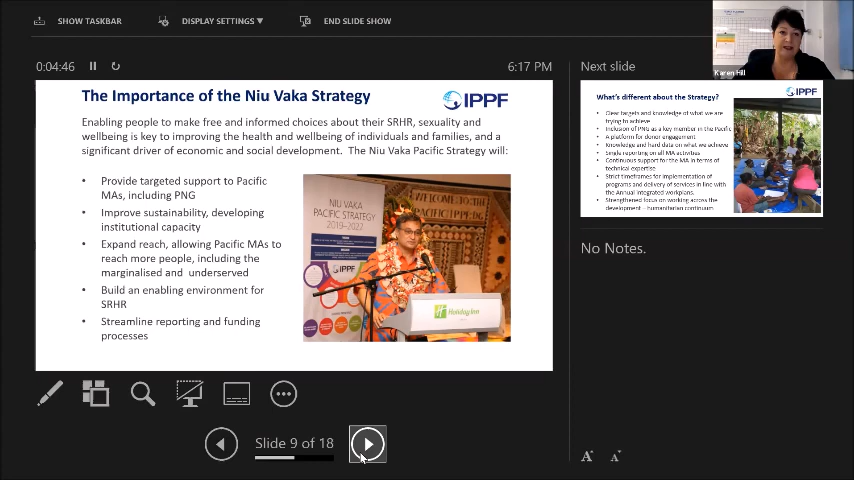 SHOW TASKBAR
DISPLAY SETTINGS ▼
END SLIDE SHOW
Karen Hill
0:04:46
6:17 PM
Next slide
The Importance of the Niu Vaka Strategy
IPPF
Enabling people to make free and informed choices about their SRHR, sexuality and
wellbeing is key to improving the health and wellbeing of individuals and families, and a
significant driver of economic and social development. The Niu Vaka Pacific Strategy will:
• Provide targeted support to Pacific
MAs, including PNG
• Improve sustainability, developing
institutional capacity
• Expand reach, allowing Pacific MAs to
reach more people, including the
marginalised and underserved
• Build an enabling environment for
SRHR
• Streamline reporting and funding
processes
NIU VAKA
PACIFIC STRATEGY
2019-2022
IPPF
Holiday Inn
IPPF
What's different about the Strategy?
• Clear targets and knowledge of what we are
trying to achieve
• Inclusion of PNG as a key member in the Pacific
• A platform for donor engagement
• Knowledge and hard data on what we achieve
• Single reporting on all MA activities
• Continuous support for the MA in terms of
technical expertise
• Strict timeframes for implementation of
programs and delivery of services in line with
the Annual integrated workplans.
• Strengthened focus on working across the
development – humanitarian continuum
No Notes.
Slide 9 of 18
A A